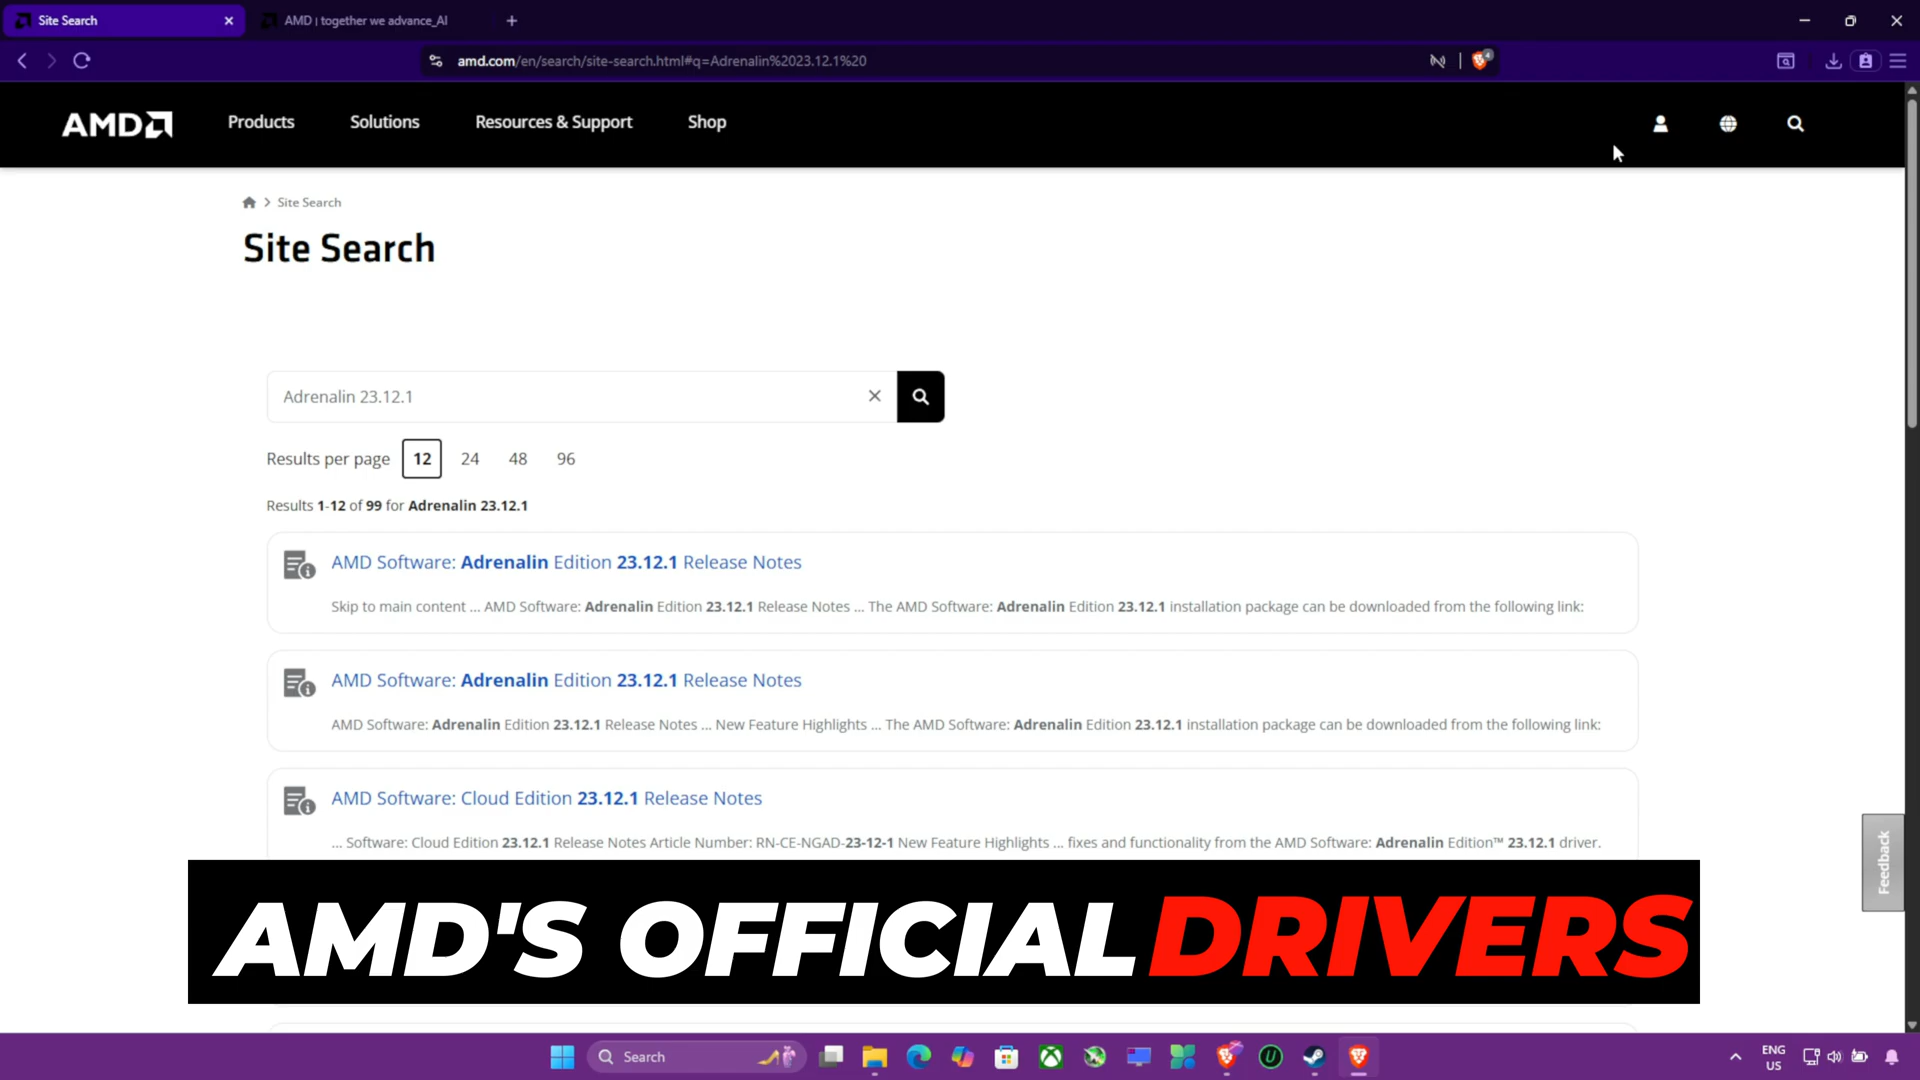 Site Search
AMD | together we advance_AI
amd.com/en/search/site-search.html#q=Adrenalin%2023.12.1%20
4
AMD
Products
Solutions
Resources & Support
Shop
Site Search
Site Search
Adrenalin 23.12.1
Results per page 12 24 48 96
Results 1-12 of 99 for Adrenalin 23.12.1
AMD Software: Adrenalin Edition 23.12.1 Release Notes
Skip to main content ... AMD Software: Adrenalin Edition 23.12.1 Release Notes ... The AMD Software: Adrenalin Edition 23.12.1 installation package can be downloaded from the following link:
AMD Software: Adrenalin Edition 23.12.1 Release Notes
AMD Software: Adrenalin Edition 23.12.1 Release Notes ... New Feature Highlights ... The AMD Software: Adrenalin Edition 23.12.1 installation package can be downloaded from the following link:
AMD Software: Cloud Edition 23.12.1 Release Notes
... Software: Cloud Edition 23.12.1 Release Notes Article Number: RN-CE-NGAD-23-12-1 New Feature Highlights ... fixes and functionality from the AMD Software: Adrenalin Edition™ 23.12.1 driver.
Feedback
AMD'S OFFICIAL DRIVERS
Search
ENG
US